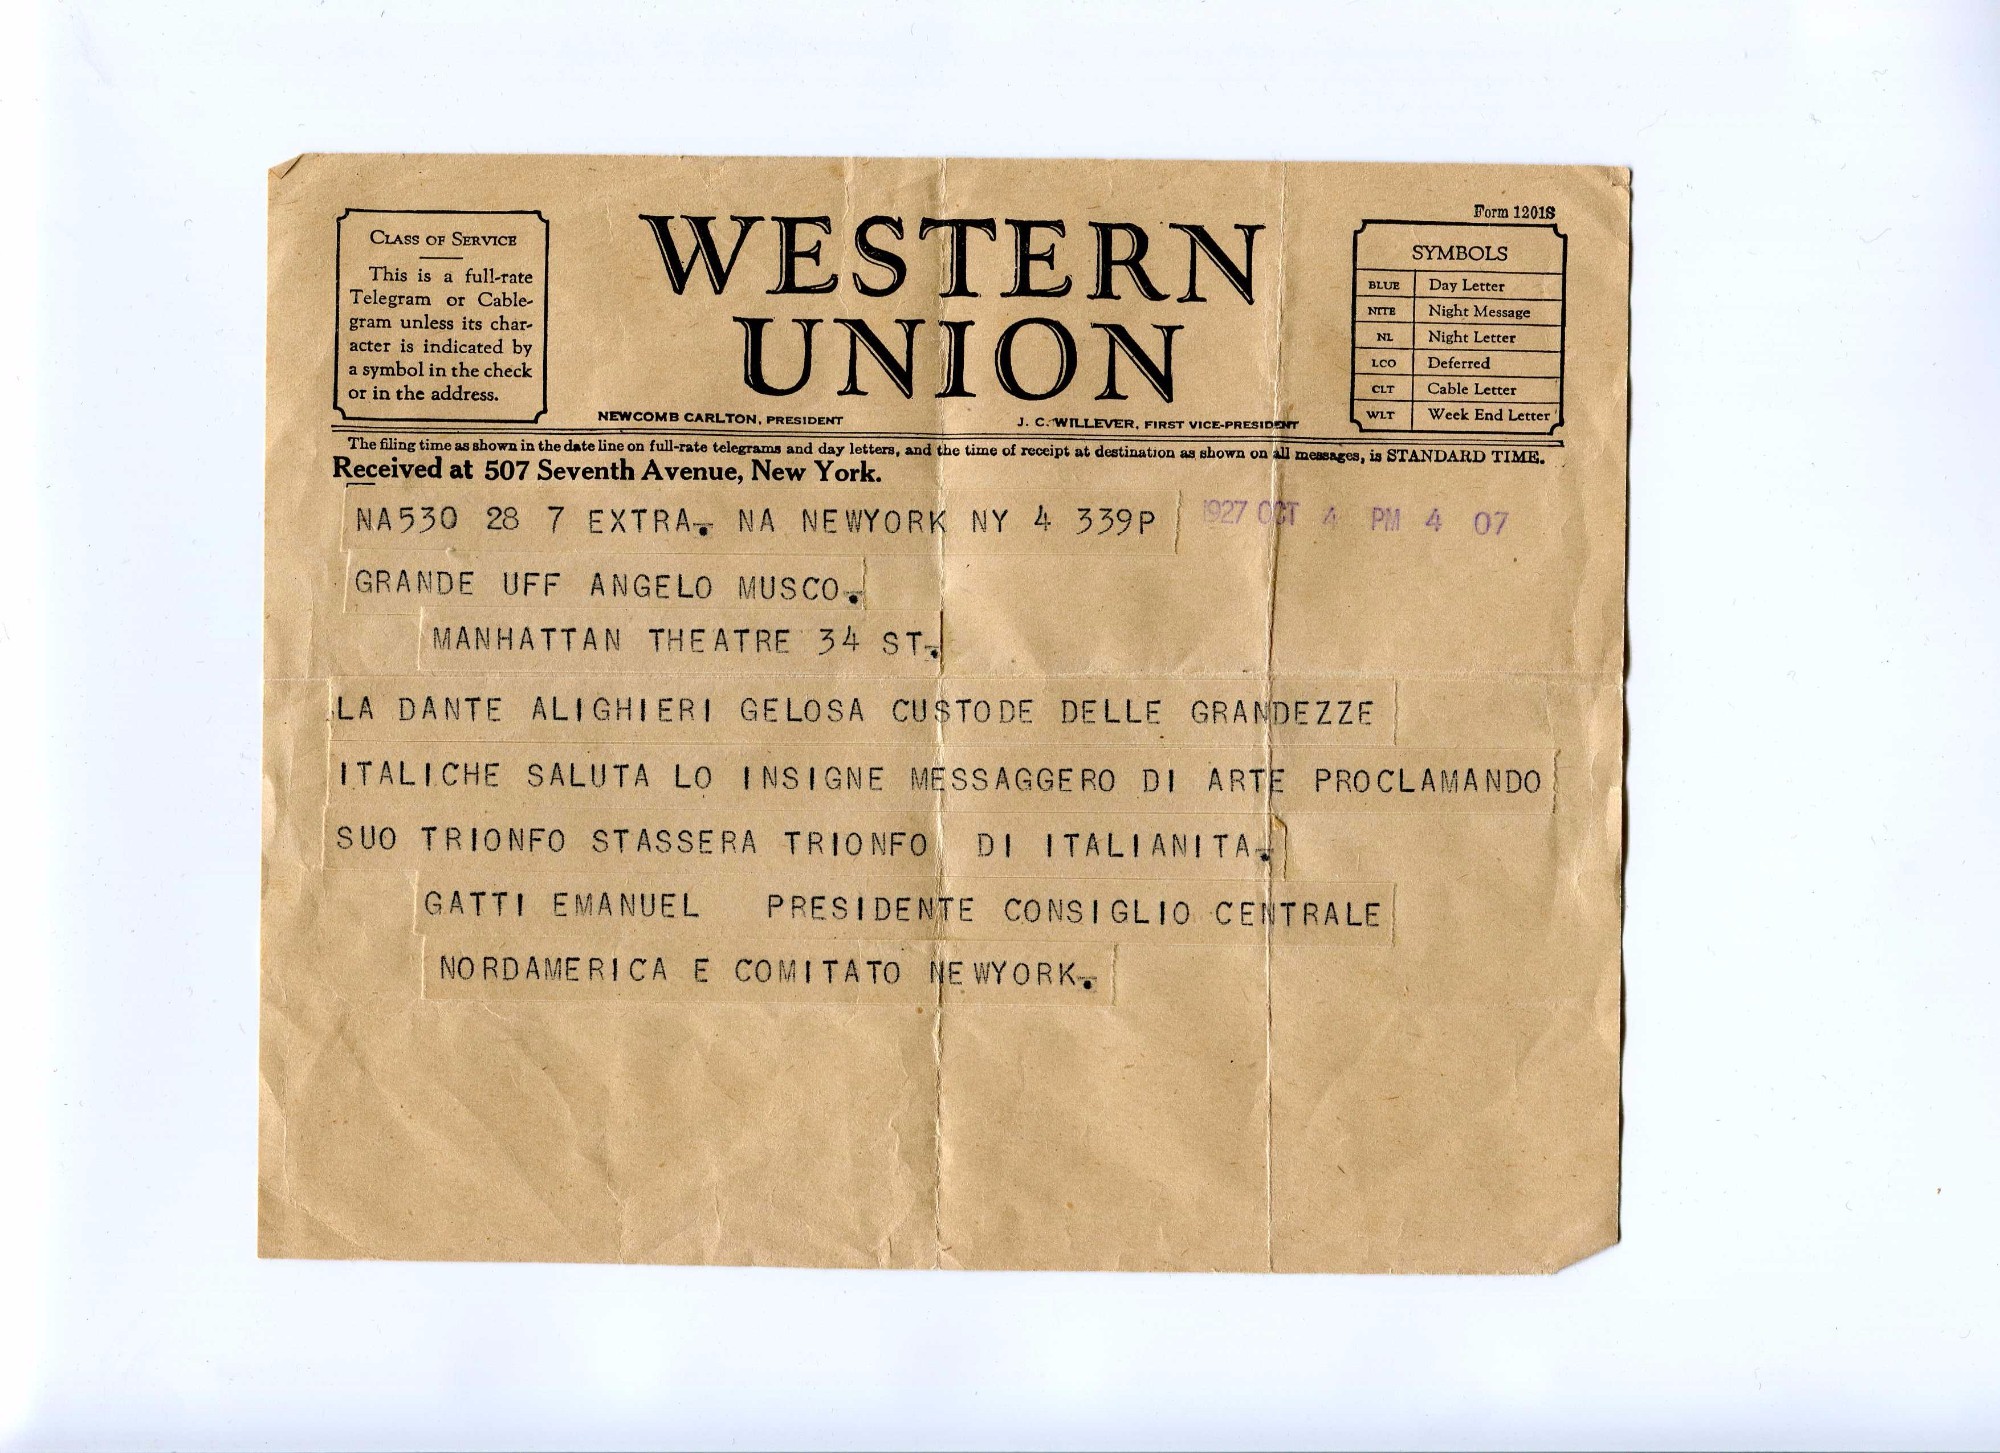 Form 1201S
CLASS OF SERVICE
This is a full-rate
Telegram or Cable-
gram unless its char-
acter is indicated by
a symbol in the check
or in the address.
WESTERN
UNION
NEWCOMB CARLTON, PRESIDENT
J. C. WILLEVER, FIRST VICE-PRESIDENT
SYMBOLS
BLUE Day Letter
NITE Night Message
NL Night Letter
LCO Deferred
CLT Cable Letter
WLT Week End Letter
The filing time as shown in the date line on full-rate telegrams and day letters, and the time of receipt at destination as shown on all messages, is STANDARD TIME.
Received at 507 Seventh Avenue, New York.
NA530 28 7 EXTRA. NA NEWYORK NY 4 339P 1927 OCT 4 PM 4 07
GRANDE UFF ANGELO MUSCO.
MANHATTAN THEATRE 34 ST.
LA DANTE ALIGHIERI GELOSA CUSTODE DELLE GRANDEZZE
ITALICHE SALUTA LO INSIGNE MESSAGGERO DI ARTE PROCLAMANDO
SUO TRIONFO STASSERA TRIONFO DI ITALIANITA.
GATTI EMANUEL PRESIDENTE CONSIGLIO CENTRALE
NORDAMERICA E COMITATO NEWYORK.